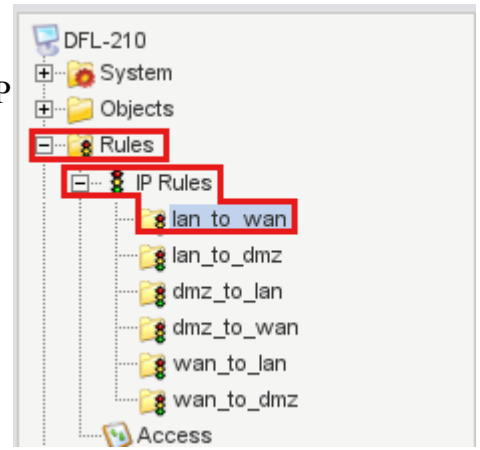 DFL-210
System
P
Objects
Rules
IP Rules
lan_to_wan
lan_to_dmz
dmz_to_lan
dmz_to_wan
wan_to_lan
wan_to_dmz
Access